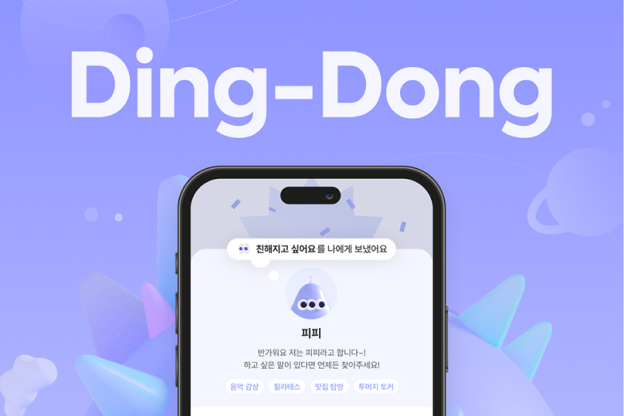 Ding-Dong
친해지고 싶어요를 나에게 보냈어요
피피
반가워요 저는 피피라고 합니다~!
하고 싶은 말이 있다면 언제든 찾아주세요!
음악 감상 필라테스 맛집 탐방 투머치 토커